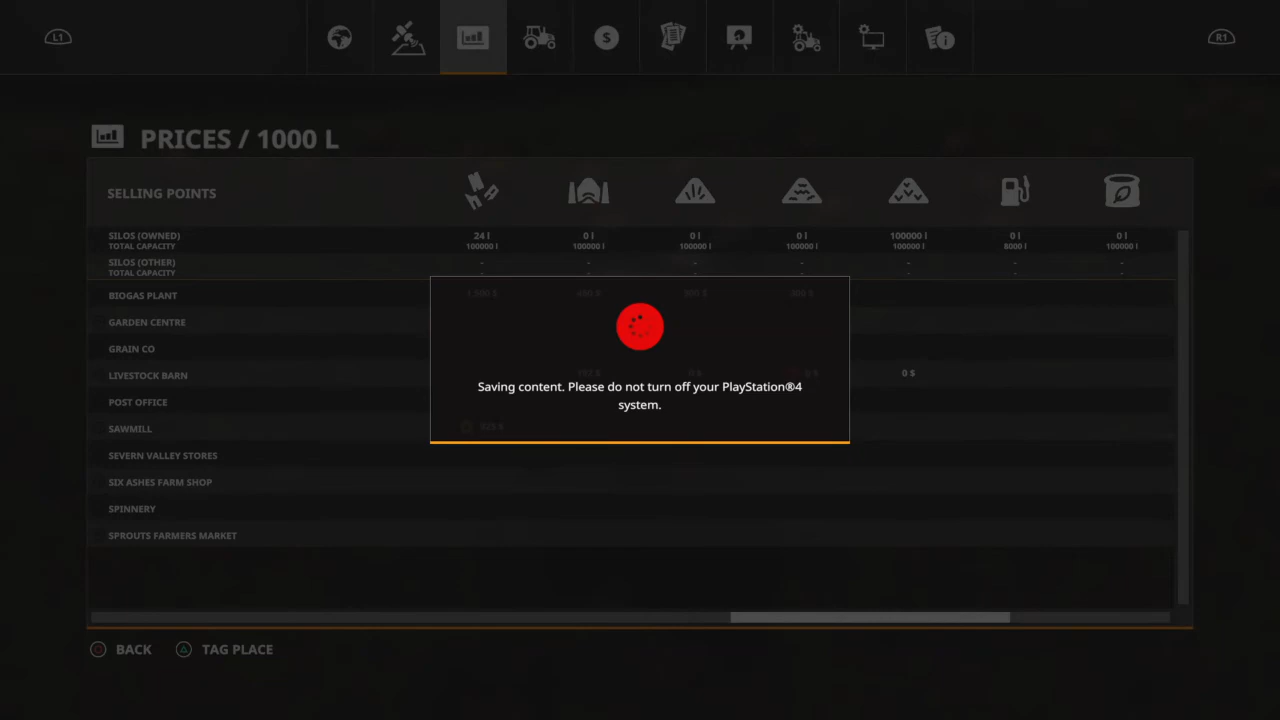 L1
R1
PRICES / 1000 L
SELLING POINTS
SILOS (OWNED) 24 l 0 l 0 l 0 l 100000 l 0 l 0 l
TOTAL CAPACITY 100000 l 100000 l 100000 l 100000 l 100000 l 8000 l 100000 l
SILOS (OTHER) - - - - - - -
TOTAL CAPACITY - - - - - - -
BIOGAS PLANT
GARDEN CENTRE
GRAIN CO
LIVESTOCK BARN 0 $
POST OFFICE
SAWMILL
SEVERN VALLEY STORES
SIX ASHES FARM SHOP
SPINNERY
SPROUTS FARMERS MARKET
Saving content. Please do not turn off your PlayStation®4
system.
BACK TAG PLACE